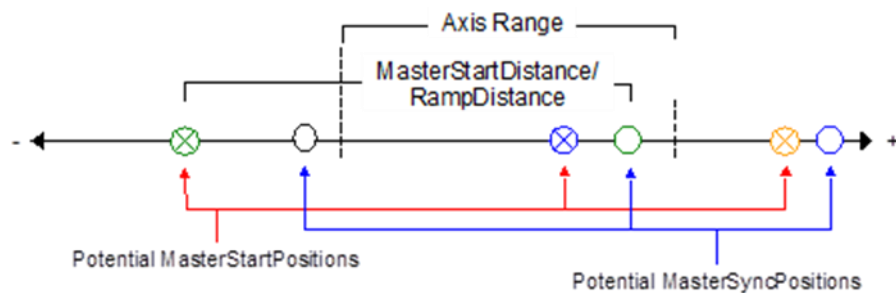 Axis Range
MasterStartDistance/
RampDistance
- +
Potential MasterStartPositions
Potential MasterSyncPositions